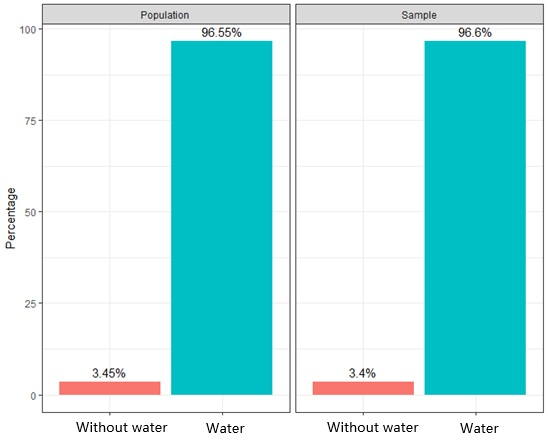 Population
Sample
Percentage
100
75
50
25
0
96.55%
3.45%
96.6%
3.4%
Without water
Water
Without water
Water